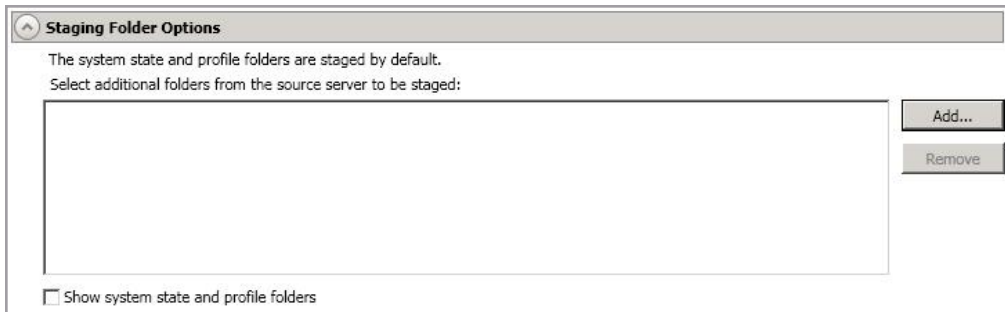 Staging Folder Options
The system state and profile folders are staged by default.
Select additional folders from the source server to be staged:
Add...
Remove
Show system state and profile folders